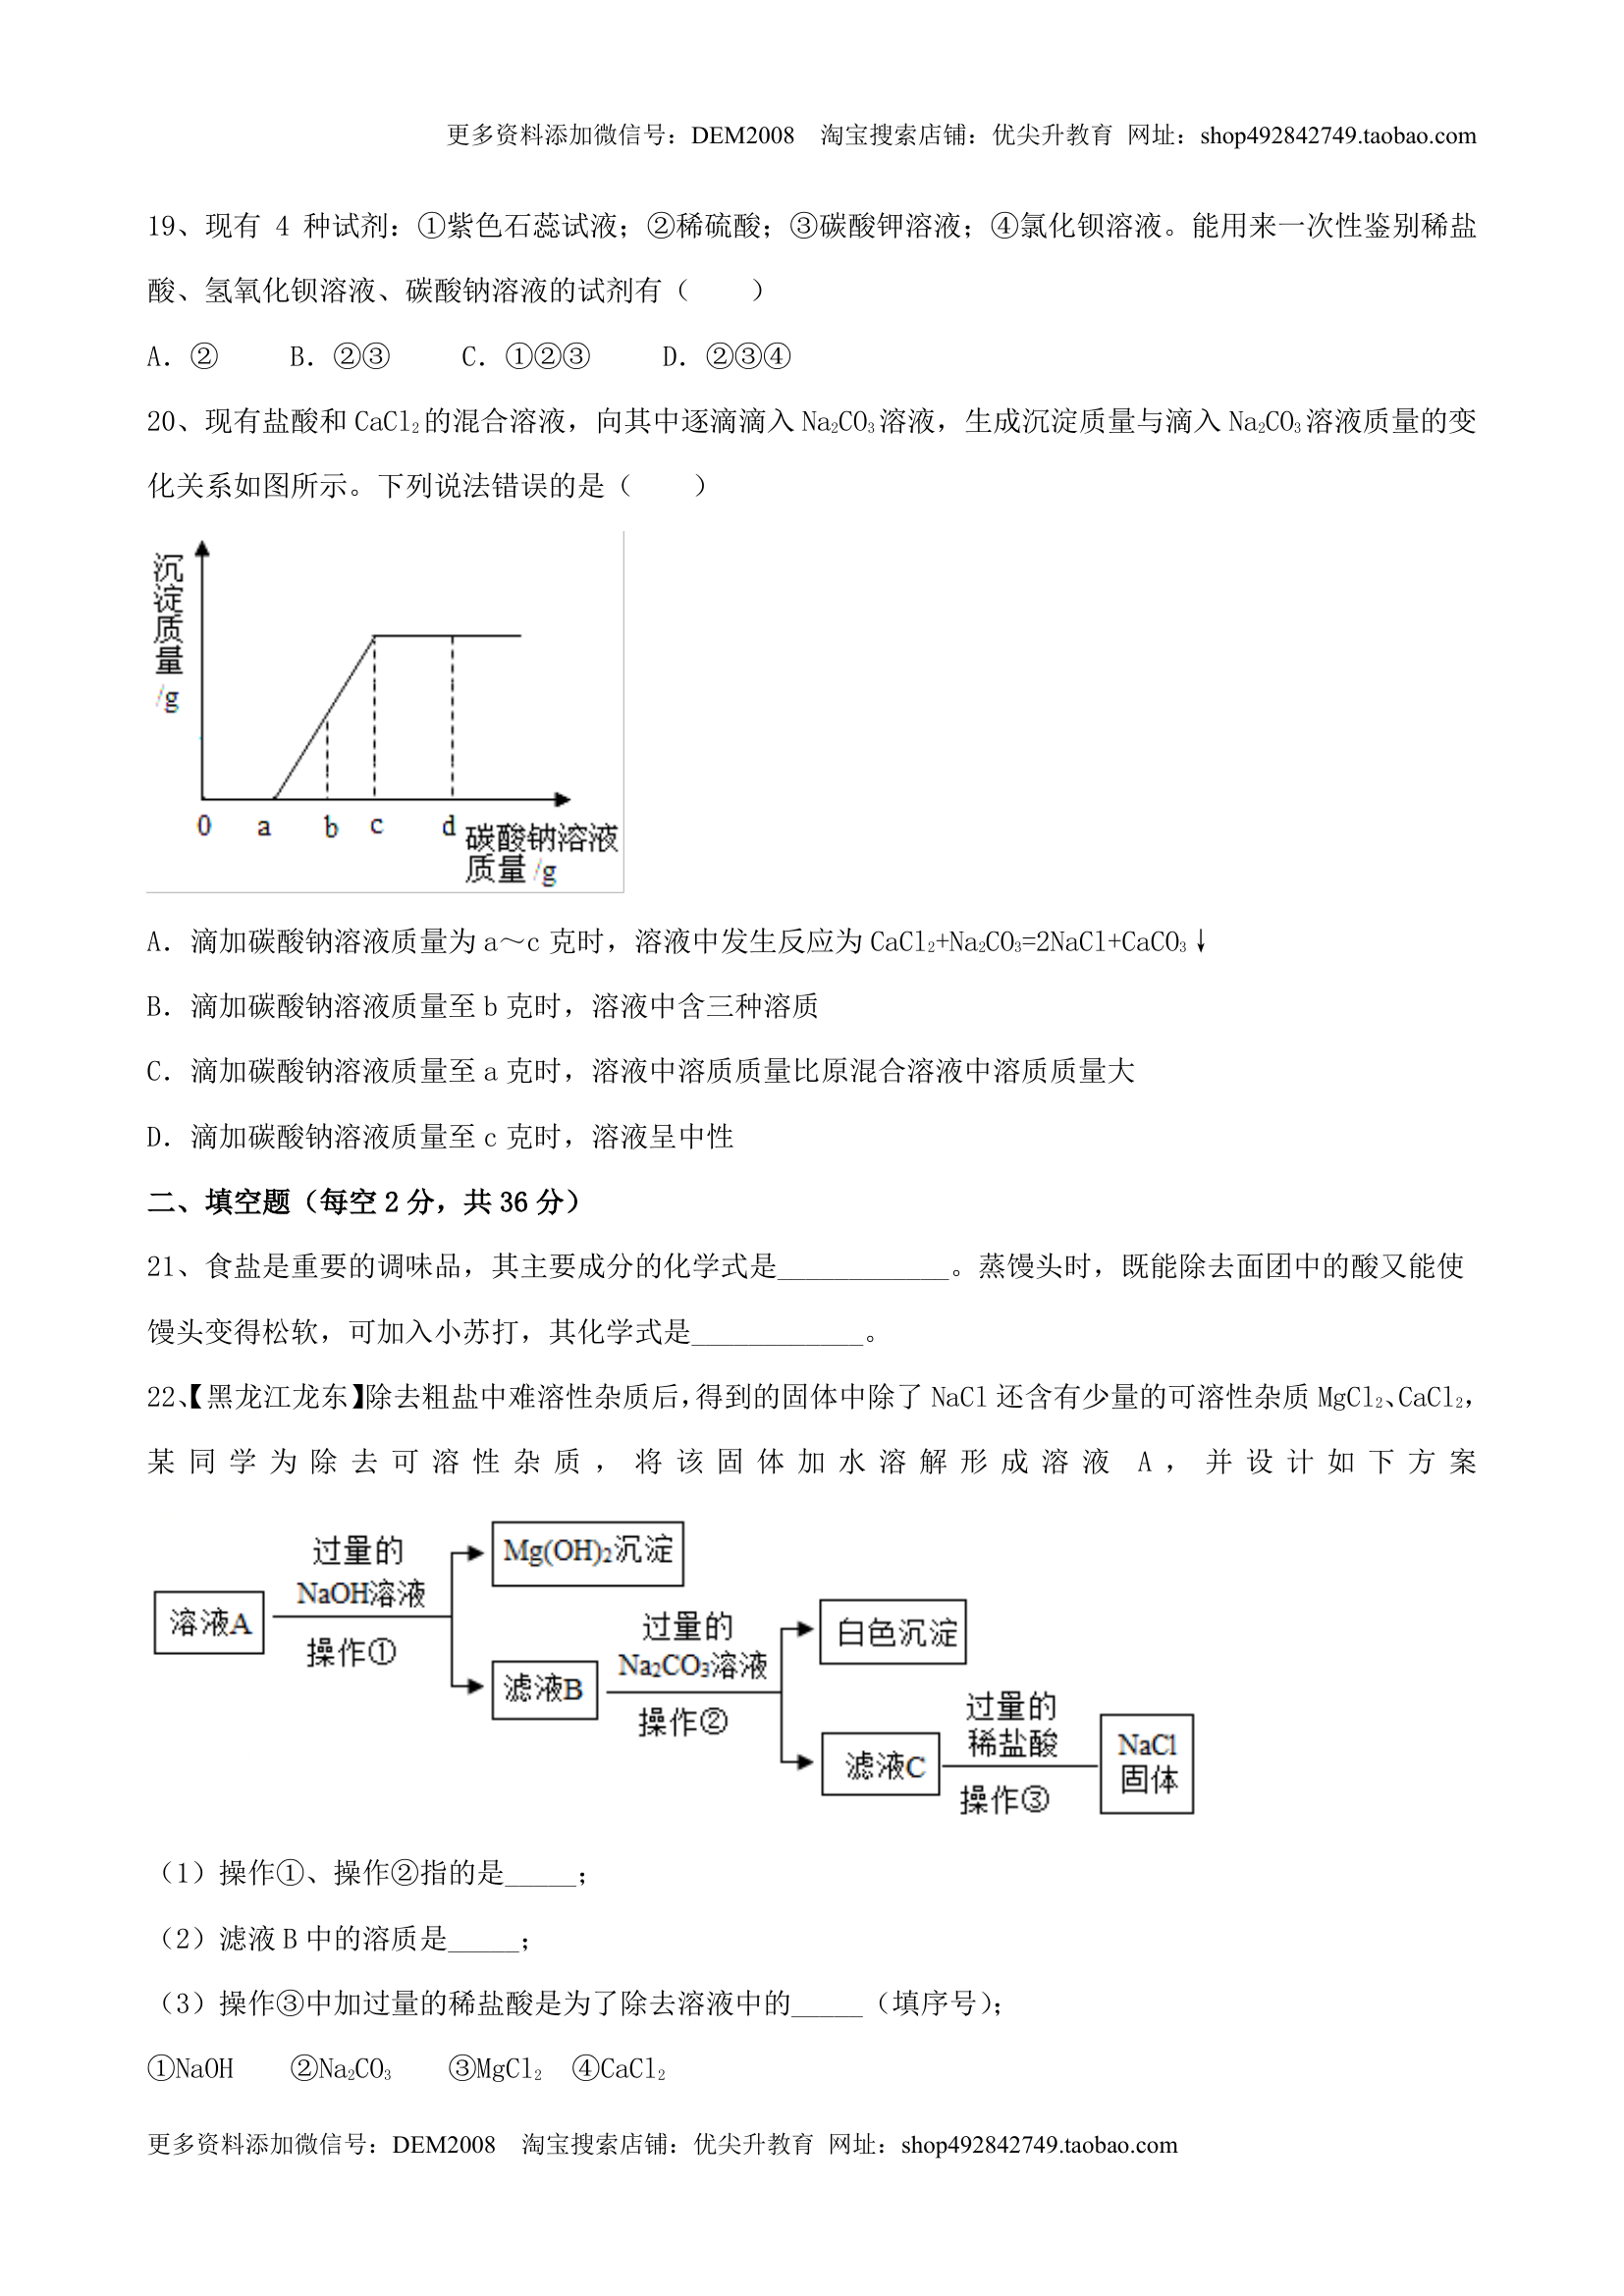 更多资料添加微信号：DEM2008　淘宝搜索店铺：优尖升教育 网址：shop492842749.taobao.com
19、现有 4 种试剂：①紫色石蕊试液；②稀硫酸；③碳酸钾溶液；④氯化钡溶液。能用来一次性鉴别稀盐
酸、氢氧化钡溶液、碳酸钠溶液的试剂有（　　）
A．②　　B．②③　　C．①②③　　D．②③④
20、现有盐酸和 CaCl₂ 的混合溶液，向其中逐滴滴入 Na₂CO₃ 溶液，生成沉淀质量与滴入 Na₂CO₃ 溶液质量的变
化关系如图所示。下列说法错误的是（　　）
沉淀质量/g
0 a b c d
碳酸钠溶液
质量/g
A．滴加碳酸钠溶液质量为 a～c 克时，溶液中发生反应为 CaCl₂+Na₂CO₃=2NaCl+CaCO₃↓
B．滴加碳酸钠溶液质量至 b 克时，溶液中含三种溶质
C．滴加碳酸钠溶液质量至 a 克时，溶液中溶质质量比原混合溶液中溶质质量大
D．滴加碳酸钠溶液质量至 c 克时，溶液呈中性
二、填空题（每空 2 分，共 36 分）
21、食盐是重要的调味品，其主要成分的化学式是____________。蒸馒头时，既能除去面团中的酸又能使
馒头变得松软，可加入小苏打，其化学式是____________。
22、【黑龙江龙东】除去粗盐中难溶性杂质后，得到的固体中除了 NaCl 还含有少量的可溶性杂质 MgCl₂、CaCl₂，
某同学为除去可溶性杂质，将该固体加水溶解形成溶液 A，并设计如下方案
溶液A
过量的
NaOH溶液
操作①
Mg(OH)₂沉淀
滤液B
过量的
Na₂CO₃溶液
操作②
白色沉淀
滤液C
过量的
稀盐酸
操作③
NaCl
固体
（1）操作①、操作②指的是_____；
（2）滤液 B 中的溶质是_____；
（3）操作③中加过量的稀盐酸是为了除去溶液中的_____（填序号）；
①NaOH　　②Na₂CO₃　　③MgCl₂　④CaCl₂
更多资料添加微信号：DEM2008　淘宝搜索店铺：优尖升教育 网址：shop492842749.taobao.com